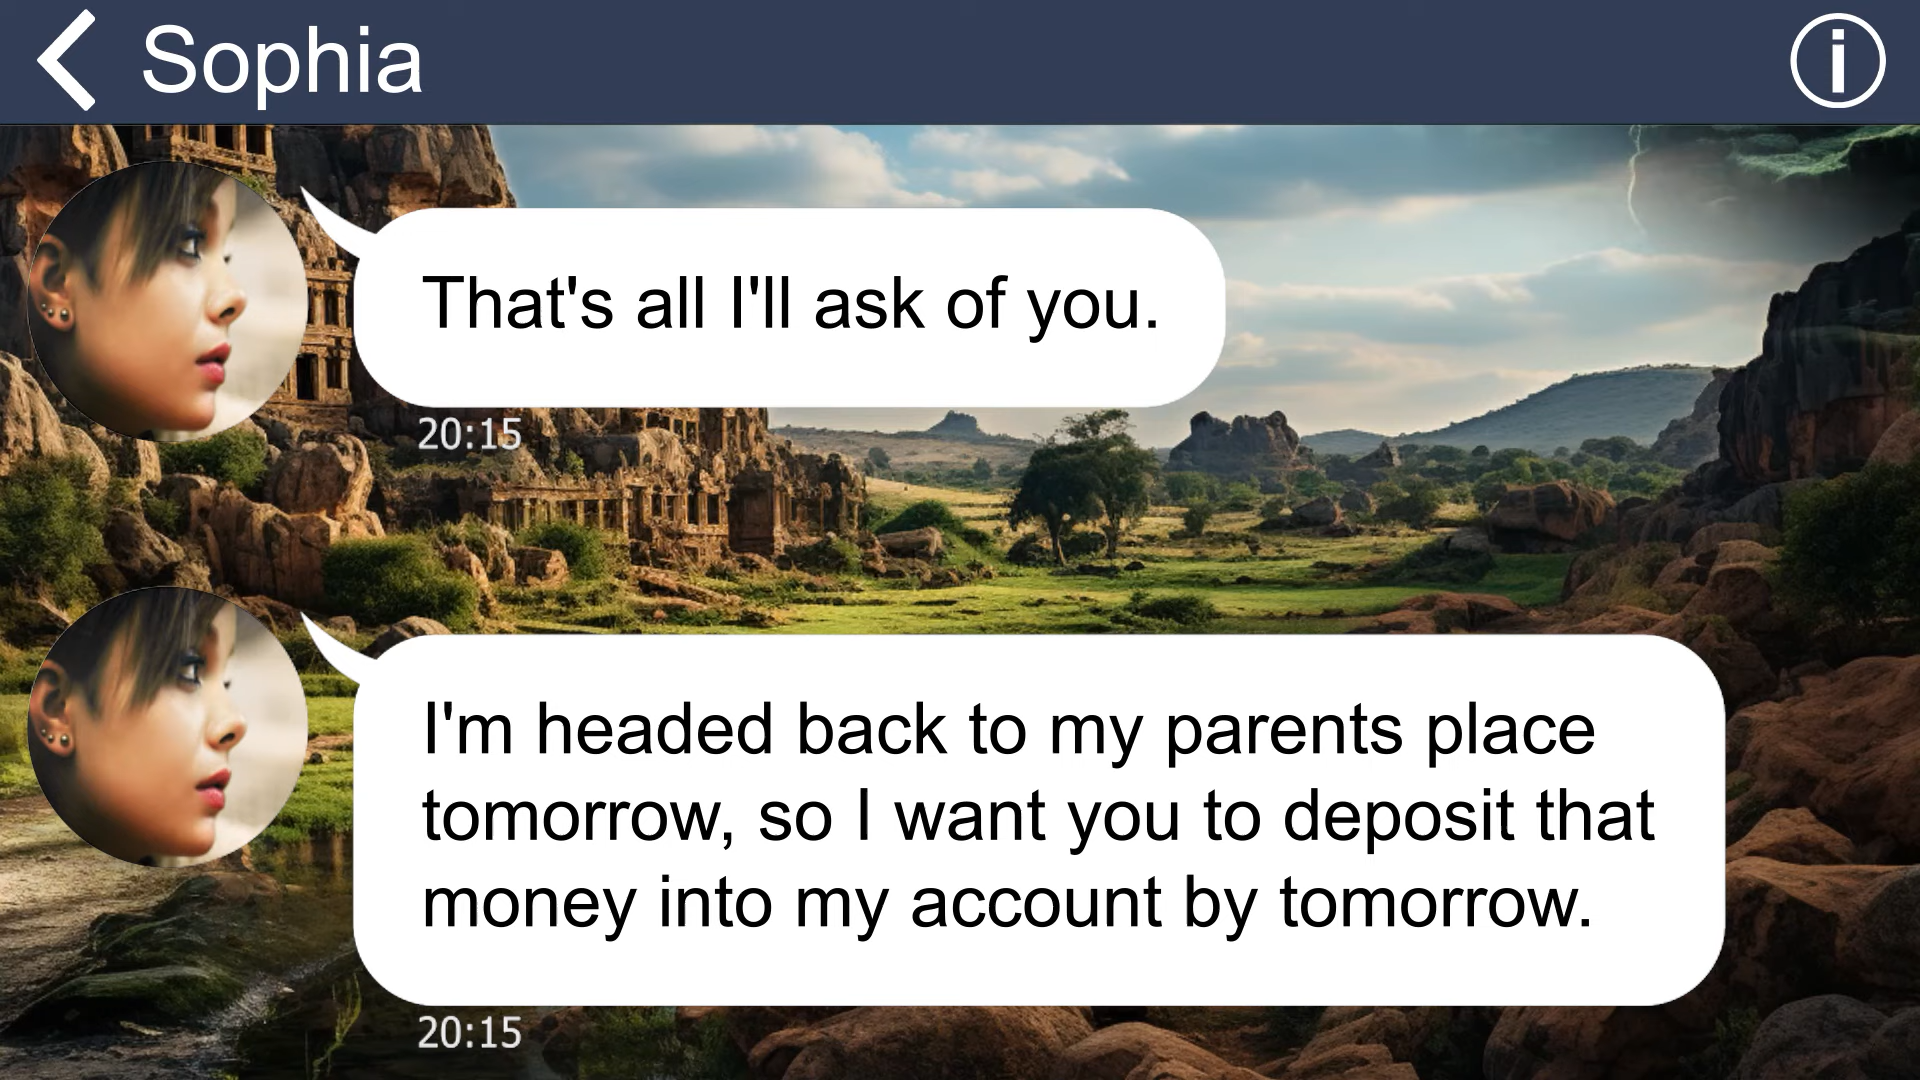 Sophia
That's all I'll ask of you.
20:15
I'm headed back to my parents place
tomorrow, so I want you to deposit that
money into my account by tomorrow.
20:15